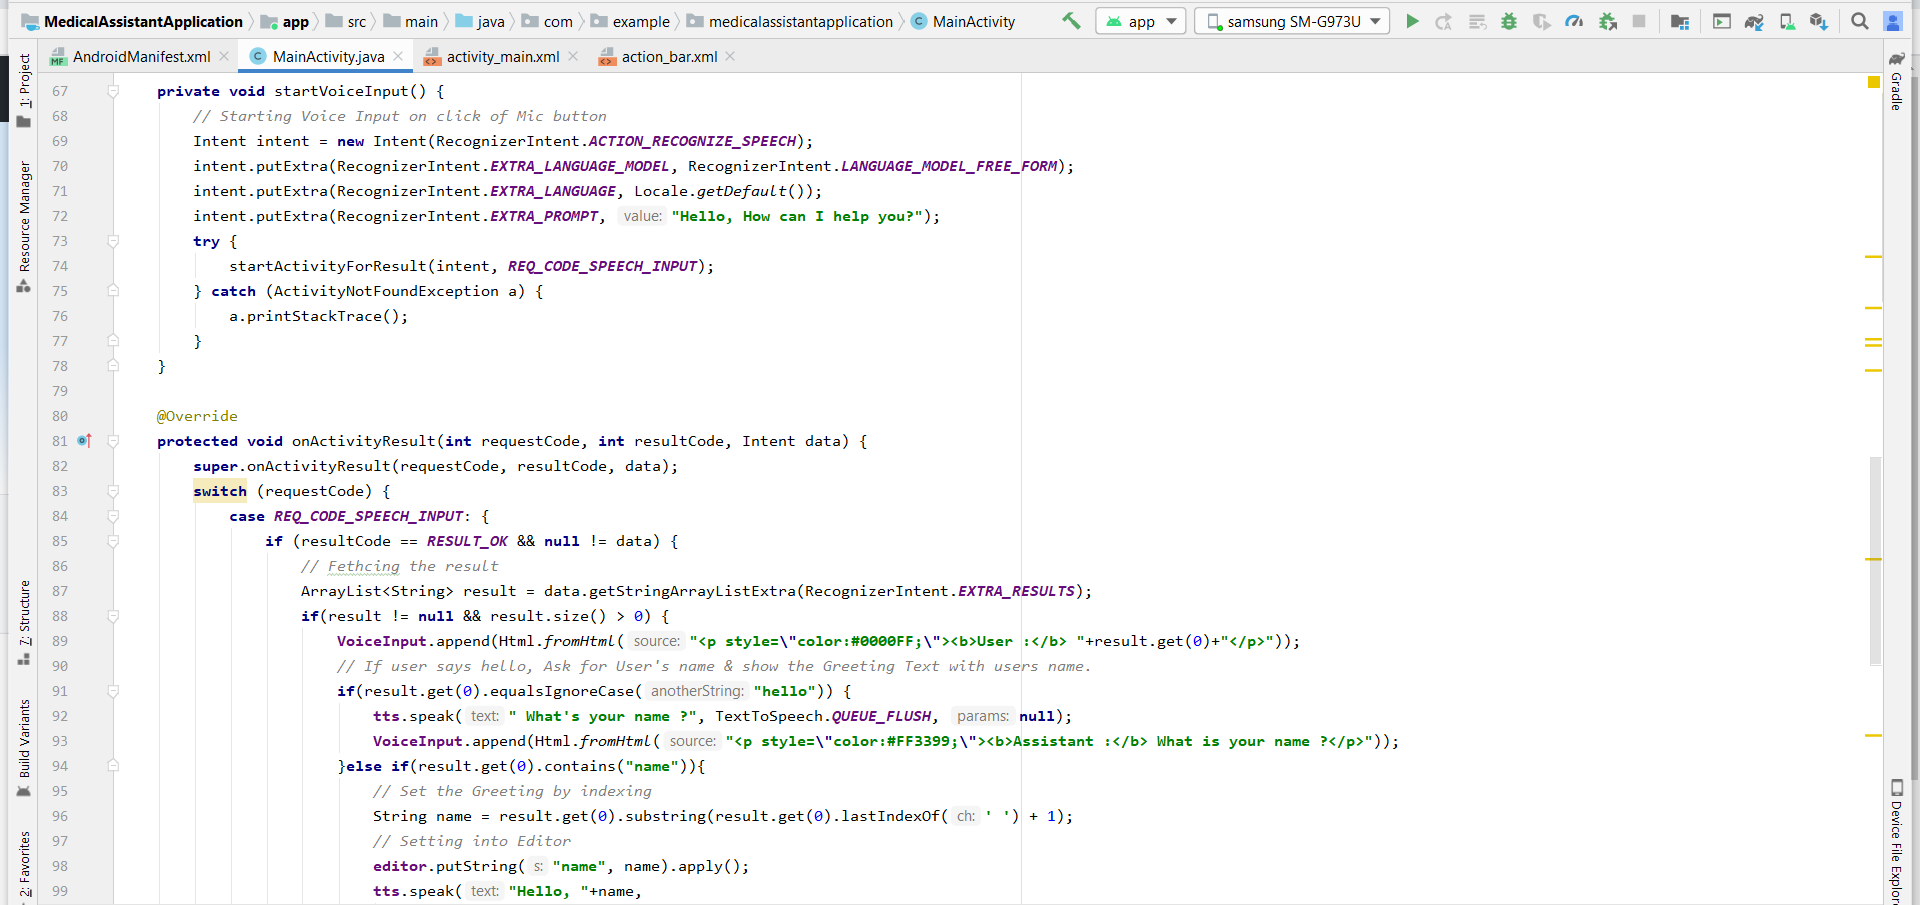 MedicalAssistantApplication app src main java com example medicalassistantapplication MainActivity app samsung SM-G973U
AndroidManifest.xml MainActivity.java activity_main.xml action_bar.xml
1: Project
Resource Manager
Z: Structure
Build Variants
2: Favorites
67 private void startVoiceInput() {
68 // Starting Voice Input on click of Mic button
69 Intent intent = new Intent(RecognizerIntent.ACTION_RECOGNIZE_SPEECH);
70 intent.putExtra(RecognizerIntent.EXTRA_LANGUAGE_MODEL, RecognizerIntent.LANGUAGE_MODEL_FREE_FORM);
71 intent.putExtra(RecognizerIntent.EXTRA_LANGUAGE, Locale.getDefault());
72 intent.putExtra(RecognizerIntent.EXTRA_PROMPT, value: "Hello, How can I help you?");
73 try {
74 startActivityForResult(intent, REQ_CODE_SPEECH_INPUT);
75 } catch (ActivityNotFoundException a) {
76 a.printStackTrace();
77 }
78 }
79
80 @Override
81 protected void onActivityResult(int requestCode, int resultCode, Intent data) {
82 super.onActivityResult(requestCode, resultCode, data);
83 switch (requestCode) {
84 case REQ_CODE_SPEECH_INPUT: {
85 if (resultCode == RESULT_OK && null != data) {
86 // Fethcing the result
87 ArrayList<String> result = data.getStringArrayListExtra(RecognizerIntent.EXTRA_RESULTS);
88 if(result != null && result.size() > 0) {
89 VoiceInput.append(Html.fromHtml( source: "<p style=\"color:#0000FF;\"><b>User :</b> "+result.get(0)+"</p>"));
90 // If user says hello, Ask for User's name & show the Greeting Text with users name.
91 if(result.get(0).equalsIgnoreCase( anotherString: "hello")) {
92 tts.speak( text: " What's your name ?", TextToSpeech.QUEUE_FLUSH, params: null);
93 VoiceInput.append(Html.fromHtml( source: "<p style=\"color:#FF3399;\"><b>Assistant :</b> What is your name ?</p>"));
94 }else if(result.get(0).contains("name")){
95 // Set the Greeting by indexing
96 String name = result.get(0).substring(result.get(0).lastIndexOf( ch: ' ') + 1);
97 // Setting into Editor
98 editor.putString( s: "name", name).apply();
99 tts.speak( text: "Hello, "+name,
Gradle
Device File Explor